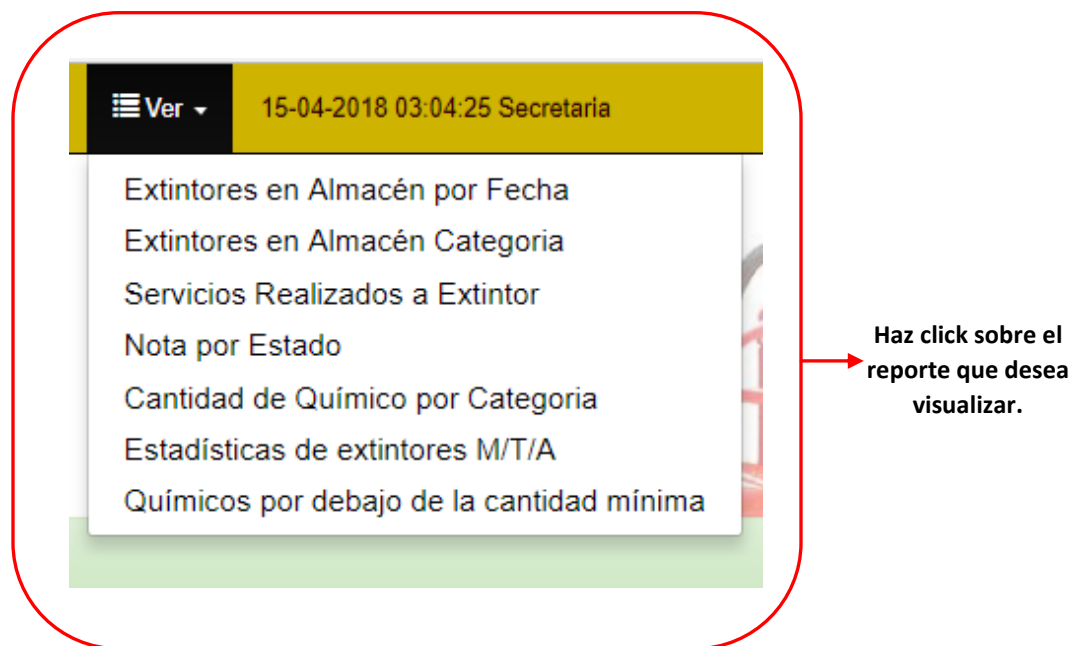 Ver
15-04-2018 03:04:25 Secretaria
Extintores en Almacén por Fecha
Extintores en Almacén Categoria
Servicios Realizados a Extintor
Nota por Estado
Cantidad de Químico por Categoria
Estadísticas de extintores M/T/A
Químicos por debajo de la cantidad mínima
Haz click sobre el
reporte que desea
visualizar.